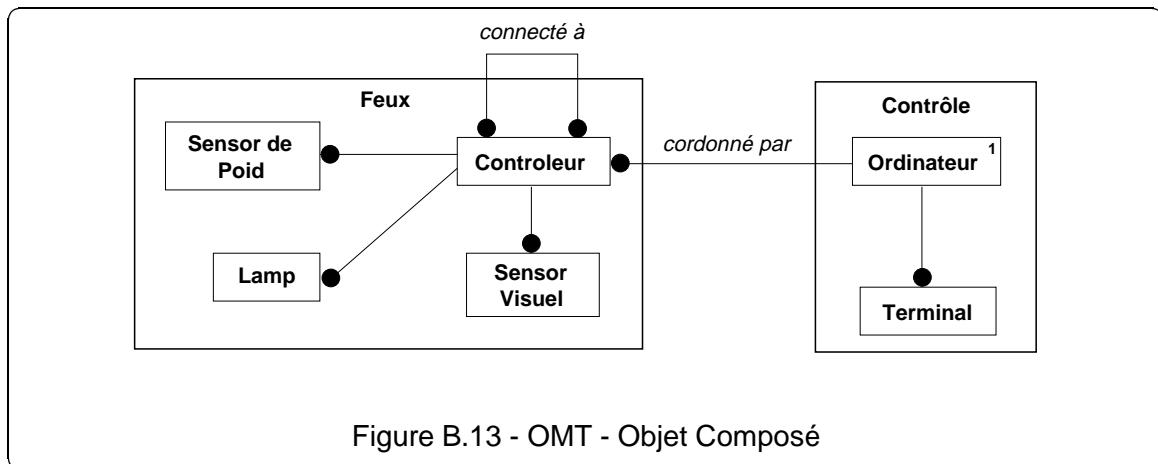 connecté à
Feux
Contrôle
Sensor de
Poid
Controleur
cordonné par
Ordinateur 1
Lamp
Sensor
Visuel
Terminal
Figure B.13 - OMT - Objet Composé